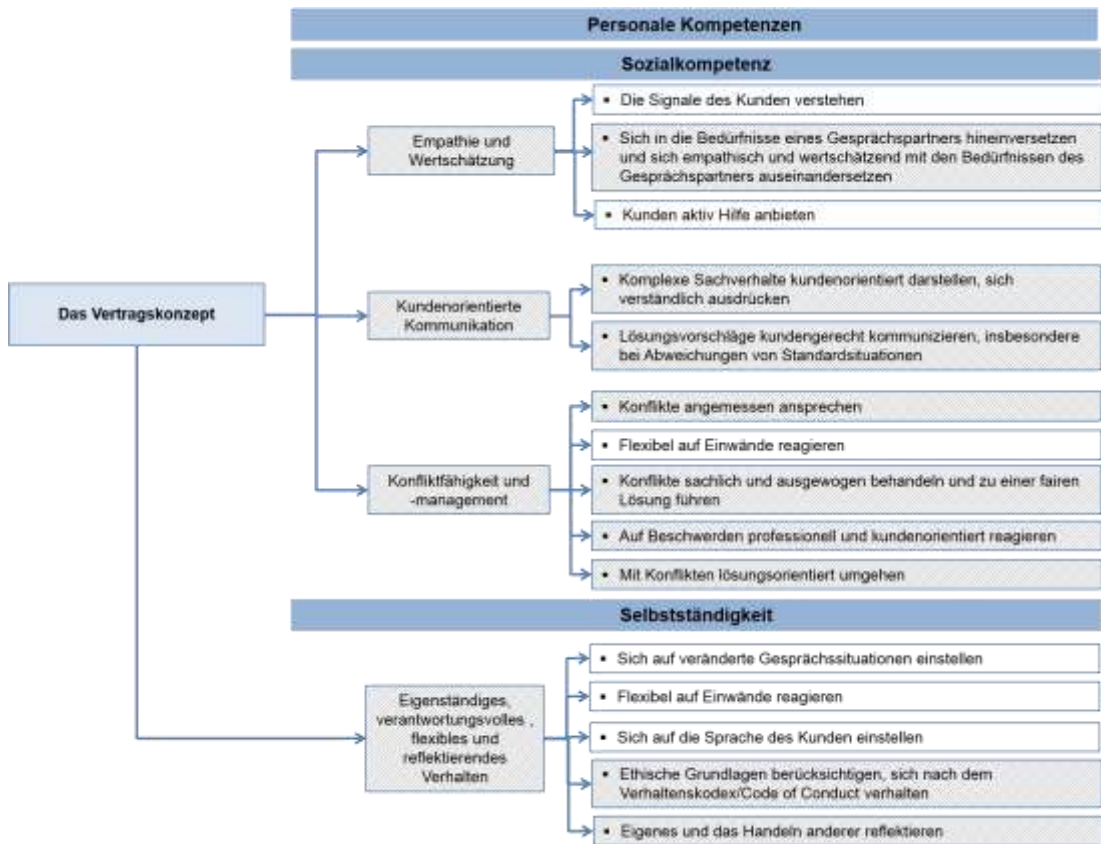 Personale Kompetenzen
Sozialkompetenz
Empathie und
Wertschätzung
▪ Die Signale des Kunden verstehen
▪ Sich in die Bedürfnisse eines Gesprächspartners hineinversetzen
und sich empathisch und wertschätzend mit den Bedürfnissen des
Gesprächspartners auseinandersetzen
▪ Kunden aktiv Hilfe anbieten
Das Vertragskonzept
Kundenorientierte
Kommunikation
▪ Komplexe Sachverhalte kundenorientiert darstellen, sich
verständlich ausdrücken
▪ Lösungsvorschläge kundengerecht kommunizieren, insbesondere
bei Abweichungen von Standardsituationen
Konfliktfähigkeit und
-management
▪ Konflikte angemessen ansprechen
▪ Flexibel auf Einwände reagieren
▪ Konflikte sachlich und ausgewogen behandeln und zu einer fairen
Lösung führen
▪ Auf Beschwerden professionell und kundenorientiert reagieren
▪ Mit Konflikten lösungsorientiert umgehen
Selbstständigkeit
Eigenständiges,
verantwortungsvolles ,
flexibles und
reflektierendes
Verhalten
▪ Sich auf veränderte Gesprächssituationen einstellen
▪ Flexibel auf Einwände reagieren
▪ Sich auf die Sprache des Kunden einstellen
▪ Ethische Grundlagen berücksichtigen, sich nach dem
Verhaltenskodex/Code of Conduct verhalten
▪ Eigenes und das Handeln anderer reflektieren